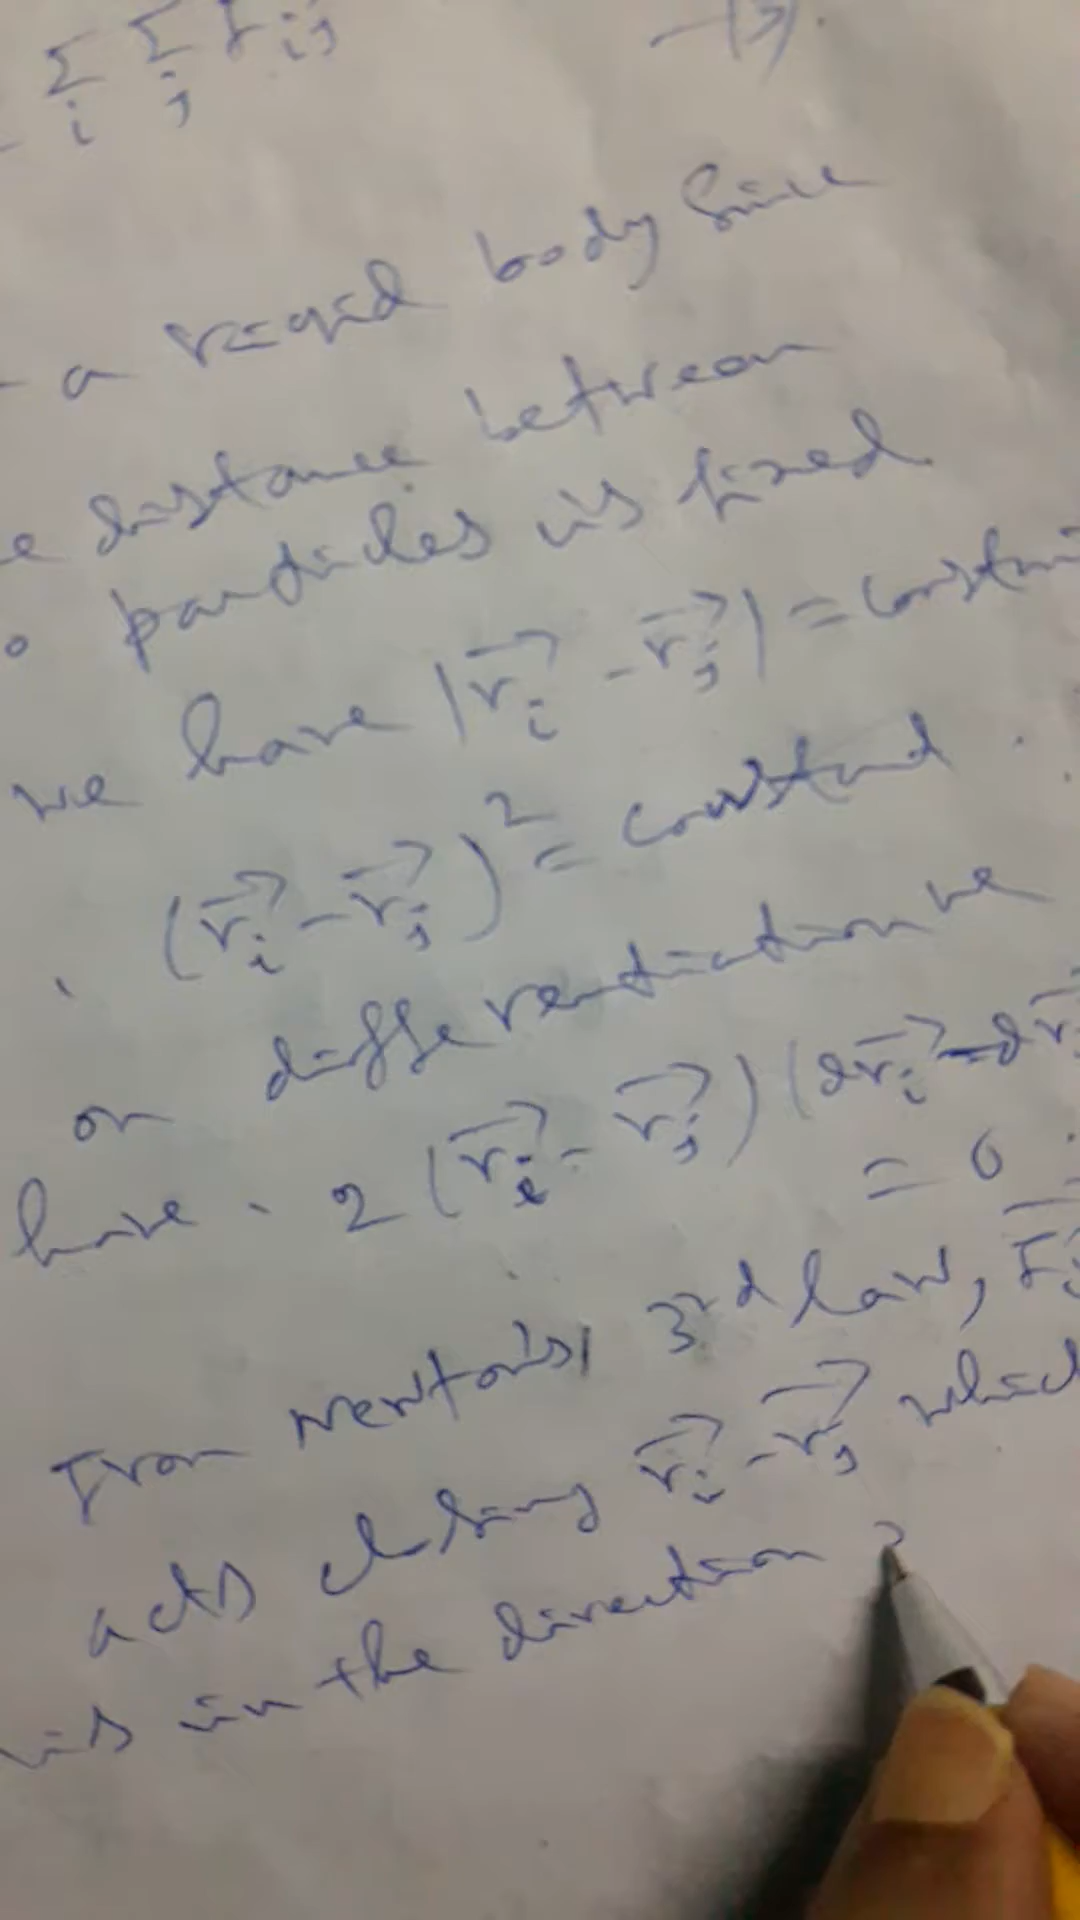 Σ Σ F ij —(3).
i j
a rigid body Since
e distance between
o particles is fixed
we have |r⃗i - r⃗j| = constant
(r⃗i - r⃗j)² = constant.
on differentiation we
have. 2 (r⃗i - r⃗j) (dr⃗i - dr⃗
= 0
From Newton's 3rd law, F⃗i
acts along r⃗i - r⃗j which
is in the direction